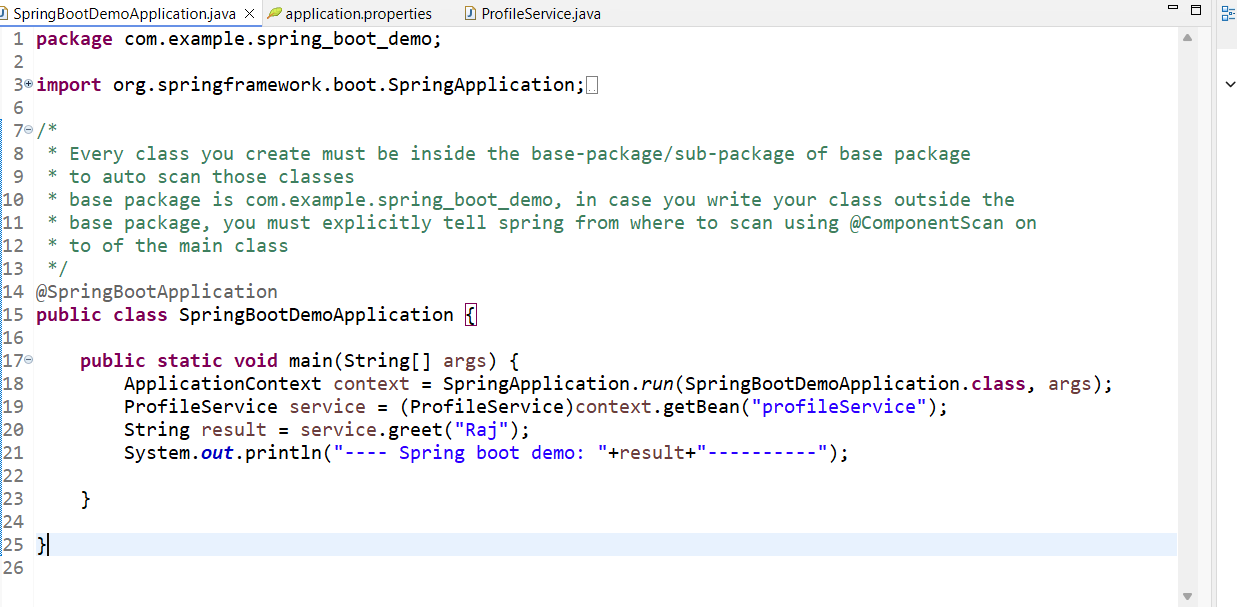 SpringBootDemoApplication.java application.properties ProfileService.java
1 package com.example.spring_boot_demo;
2
3 import org.springframework.boot.SpringApplication;
6
7 /*
8 * Every class you create must be inside the base-package/sub-package of base package
9 * to auto scan those classes
10 * base package is com.example.spring_boot_demo, in case you write your class outside the
11 * base package, you must explicitly tell spring from where to scan using @ComponentScan on
12 * to of the main class
13 */
14 @SpringBootApplication
15 public class SpringBootDemoApplication {
16
17 public static void main(String[] args) {
18 ApplicationContext context = SpringApplication.run(SpringBootDemoApplication.class, args);
19 ProfileService service = (ProfileService)context.getBean("profileService");
20 String result = service.greet("Raj");
21 System.out.println("---- Spring boot demo: "+result+"----------");
22
23 }
24
25 }
26